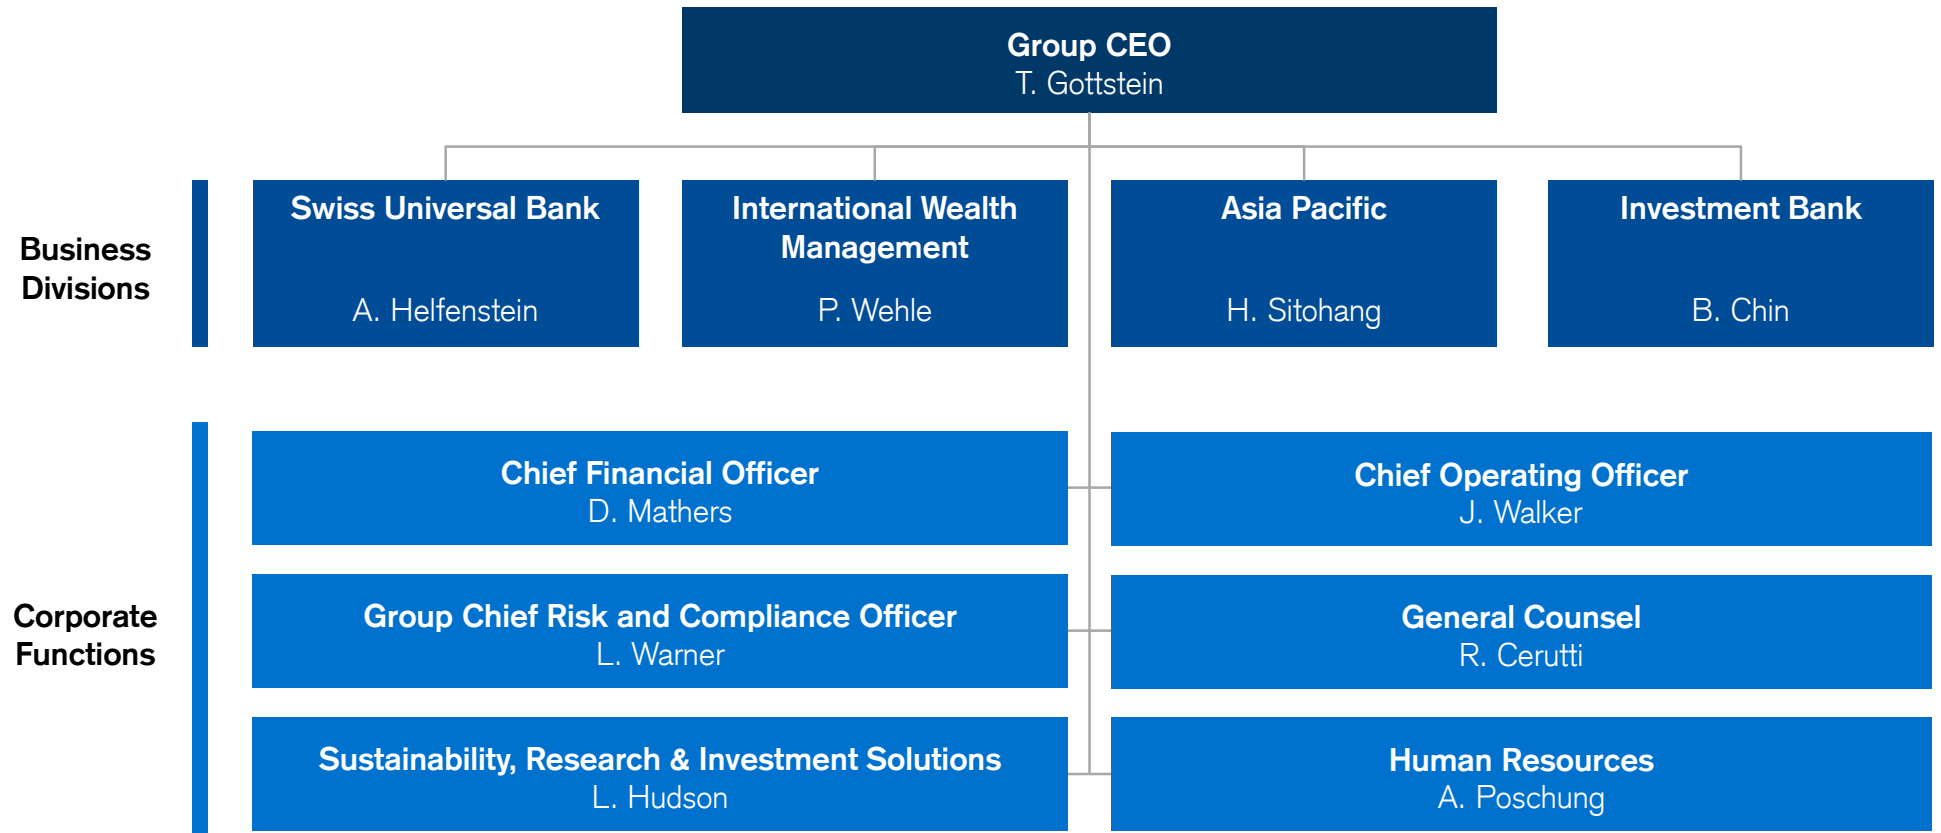 Group CEO
T. Gottstein
Business
Divisions
Swiss Universal Bank
A. Helfenstein
International Wealth
Management
P. Wehle
Asia Pacific
H. Sitohang
Investment Bank
B. Chin
Corporate
Functions
Chief Financial Officer
D. Mathers
Chief Operating Officer
J. Walker
Group Chief Risk and Compliance Officer
L. Warner
General Counsel
R. Cerutti
Sustainability, Research & Investment Solutions
L. Hudson
Human Resources
A. Poschung